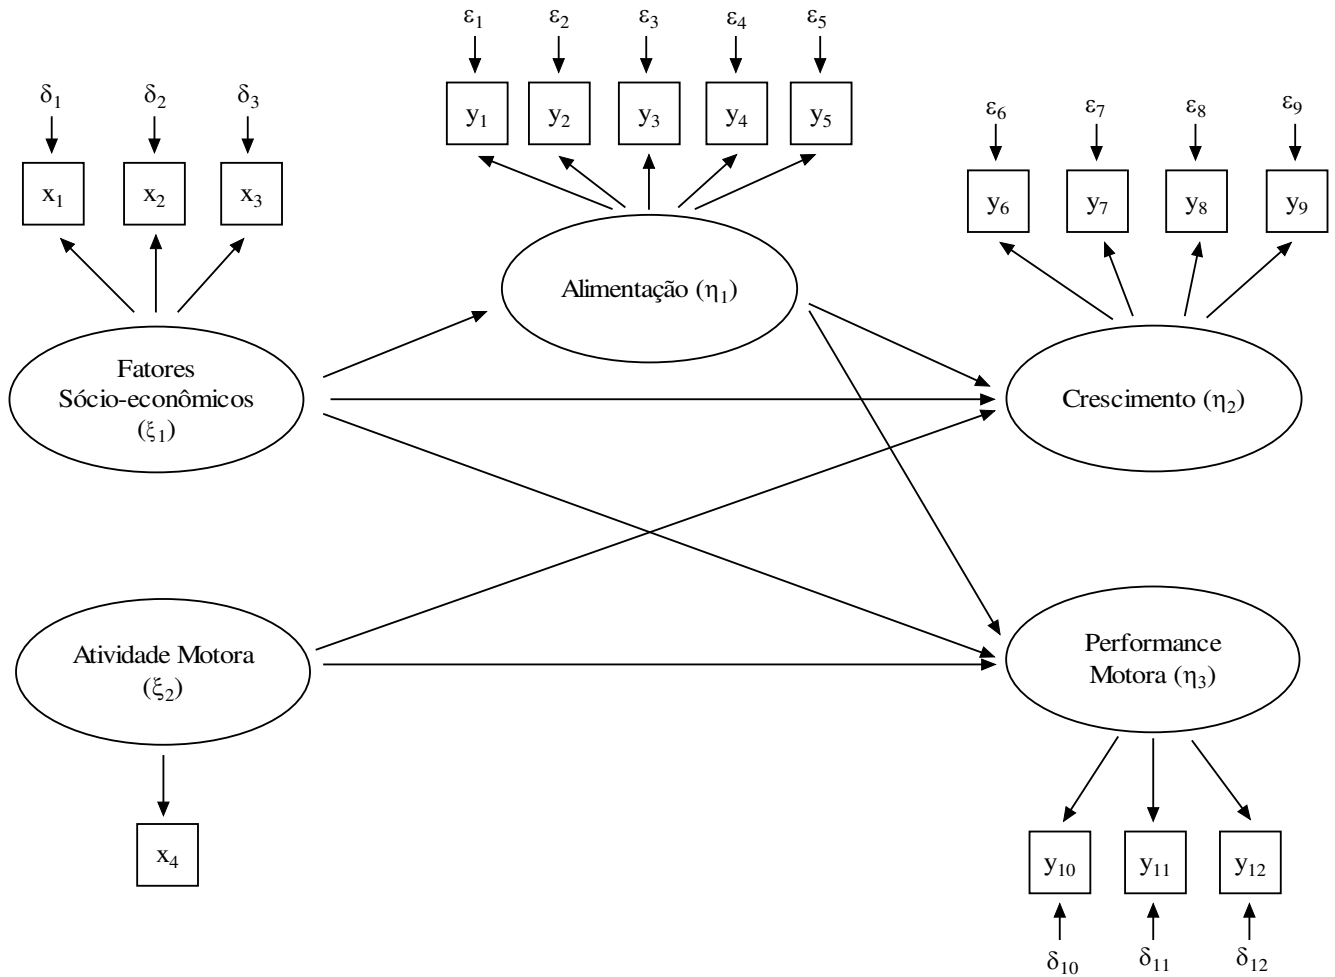 ε₁ ε₂ ε₃ ε₄ ε₅
y₁ y₂ y₃ y₄ y₅
δ₁ δ₂ δ₃
x₁ x₂ x₃
ε₆ ε₇ ε₈ ε₉
y₆ y₇ y₈ y₉
Alimentação (η₁)
Fatores
Sócio-econômicos
(ξ₁)
Crescimento (η₂)
Atividade Motora
(ξ₂)
Performance
Motora (η₃)
x₄
y₁₀ y₁₁ y₁₂
δ₁₀ δ₁₁ δ₁₂